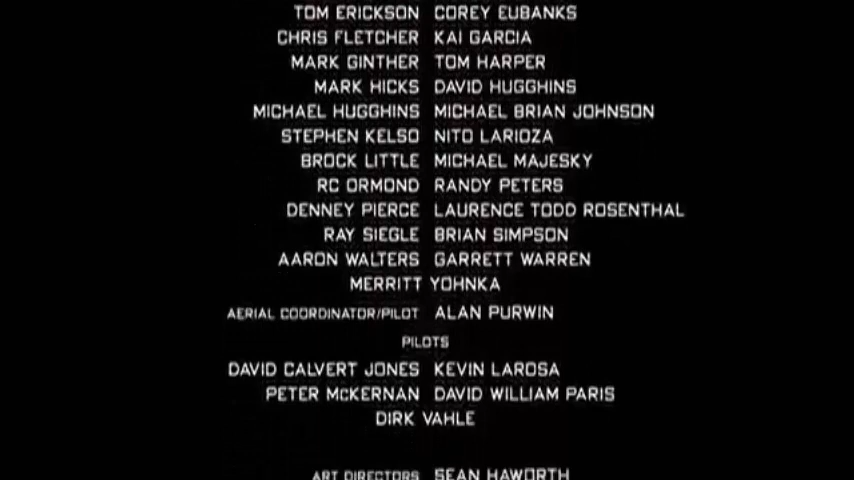 TOM ERICKSON COREY EUBANKS
CHRIS FLETCHER KAI GARCIA
MARK GINTHER TOM HARPER
MARK HICKS DAVID HUGGHINS
MICHAEL HUGGHINS MICHAEL BRIAN JOHNSON
STEPHEN KELSO NITO LARIOZA
BROCK LITTLE MICHAEL MAJESKY
RC ORMOND RANDY PETERS
DENNEY PIERCE LAURENCE TODD ROSENTHAL
RAY SIEGLE BRIAN SIMPSON
AARON WALTERS GARRETT WARREN
MERRITT YOHNKA
AERIAL COORDINATOR/PILOT ALAN PURWIN
PILOTS
DAVID CALVERT JONES KEVIN LAROSA
PETER McKERNAN DAVID WILLIAM PARIS
DIRK VAHLE
ART DIRECTORS SEAN HAWORTH